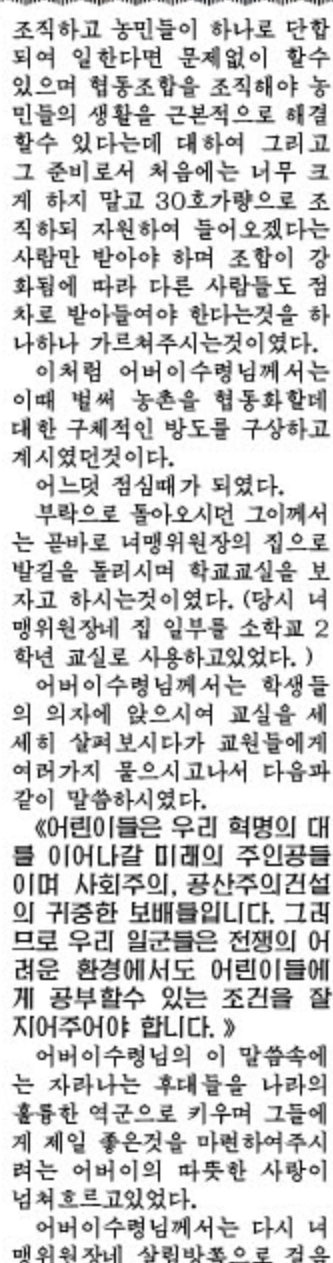 조직하고 농민들이 하나로 단합
되여 일한다면 문제없이 할수
있으며 협동조합을 조직해야 농
민들의 생활을 근본적으로 해결
할수 있다는데 대하여 그리고
그 준비로서 처음에는 너무 크
게 하지 말고 30호가량으로 조
직하되 자원하여 들어오겠다는
사람만 받아야 하며 조합이 강
화됨에 따라 다른 사람들도 점
차로 받아들여야 한다는것을 하
나하나 가르쳐주시는것이였다.
이처럼 어버이수령님께서는
이때 벌써 농촌을 협동화할데
대한 구체적인 방도를 구상하고
계시였던것이다.
어느덧 점심때가 되였다.
부락으로 돌아오시던 그이께서
는 곧바로 녀맹위원장의 집으로
발길을 돌리시며 학교교실을 보
자고 하시는것이였다. (당시 녀
맹위원장네 집 일부를 소학교 2
학년 교실로 사용하고있었다. )
어버이수령님께서는 학생들
의 의자에 앉으시여 교실을 세
세히 살펴보시다가 교원들에게
여러가지 물으시고나서 다음과
같이 말씀하시였다.
《어린이들은 우리 혁명의 대
를 이어나갈 미래의 주인공들
이며 사회주의, 공산주의건설
의 귀중한 보배들입니다. 그러
므로 우리 일군들은 전쟁의 어
려운 환경에서도 어린이들에
게 공부할수 있는 조건을 잘
지어주어야 합니다. 》
어버이수령님의 이 말씀속에
는 자라나는 후대들을 나라의
훌륭한 역군으로 키우며 그들에
게 제일 좋은것을 마련하여주시
려는 어버이의 따뜻한 사랑이
넘쳐흐르고있었다.
어버이수령님께서는 다시 녀
맹위원장네 살림방쪽으로 걸음